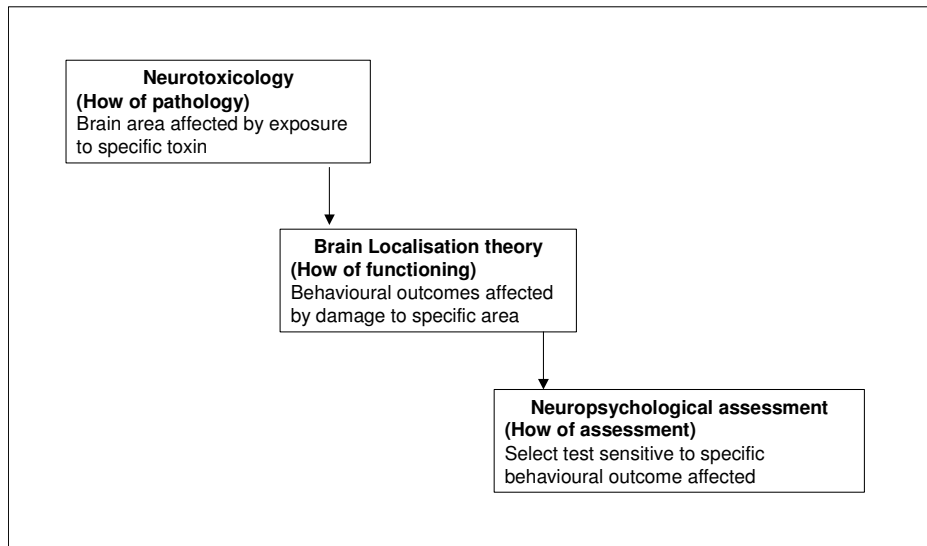 Neurotoxicology
(How of pathology)
Brain area affected by exposure
to specific toxin
Brain Localisation theory
(How of functioning)
Behavioural outcomes affected
by damage to specific area
Neuropsychological assessment
(How of assessment)
Select test sensitive to specific
behavioural outcome affected